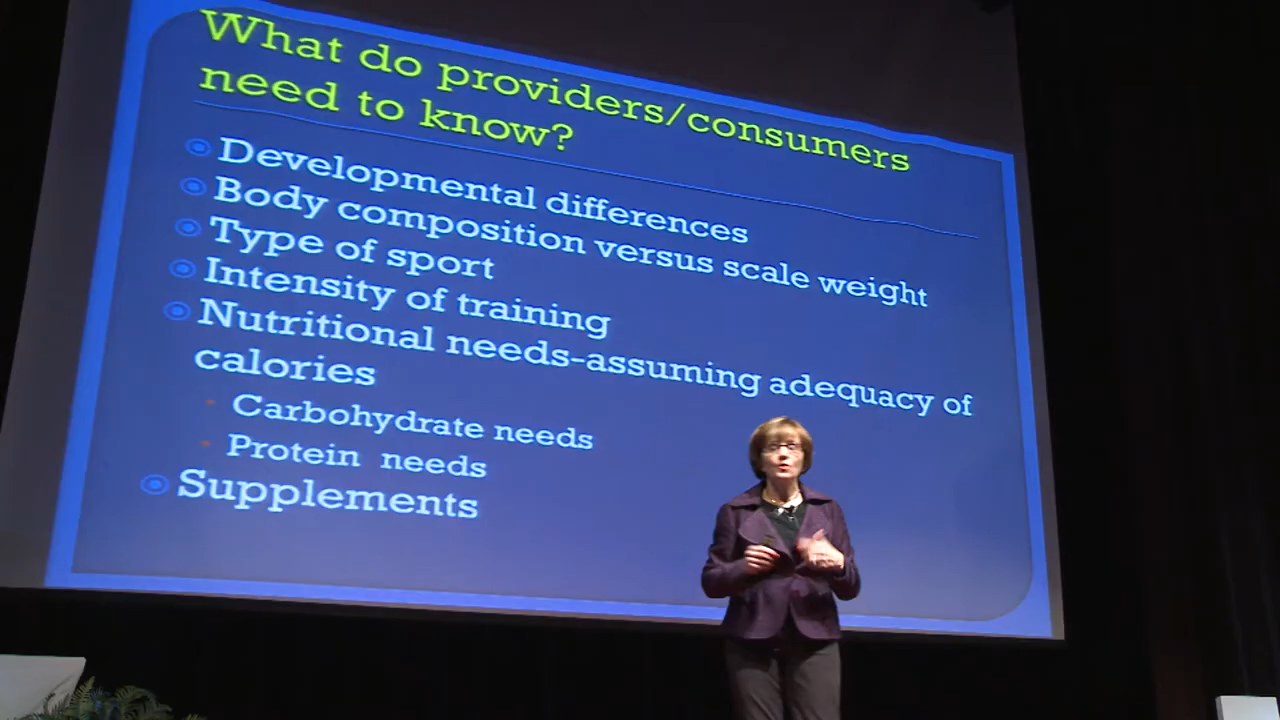 What do providers/consumers
need to know?
Developmental differences
Body composition versus scale weight
Type of sport
Intensity of training
Nutritional needs-assuming adequacy of
calories
Carbohydrate needs
Protein needs
Supplements